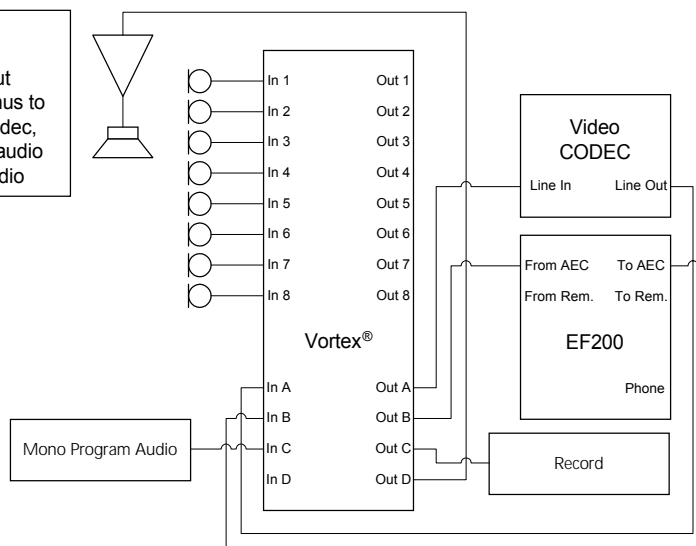 ut
nus to
dec,
audio
dio
In 1
Out 1
In 2
Out 2
In 3
Out 3
In 4
Out 4
In 5
Out 5
In 6
Out 6
In 7
Out 7
In 8
Out 8
Vortex®
In A
Out A
In B
Out B
In C
Out C
In D
Out D
Mono Program Audio
Video
CODEC
Line In
Line Out
From AEC
To AEC
From Rem.
To Rem.
EF200
Phone
Record